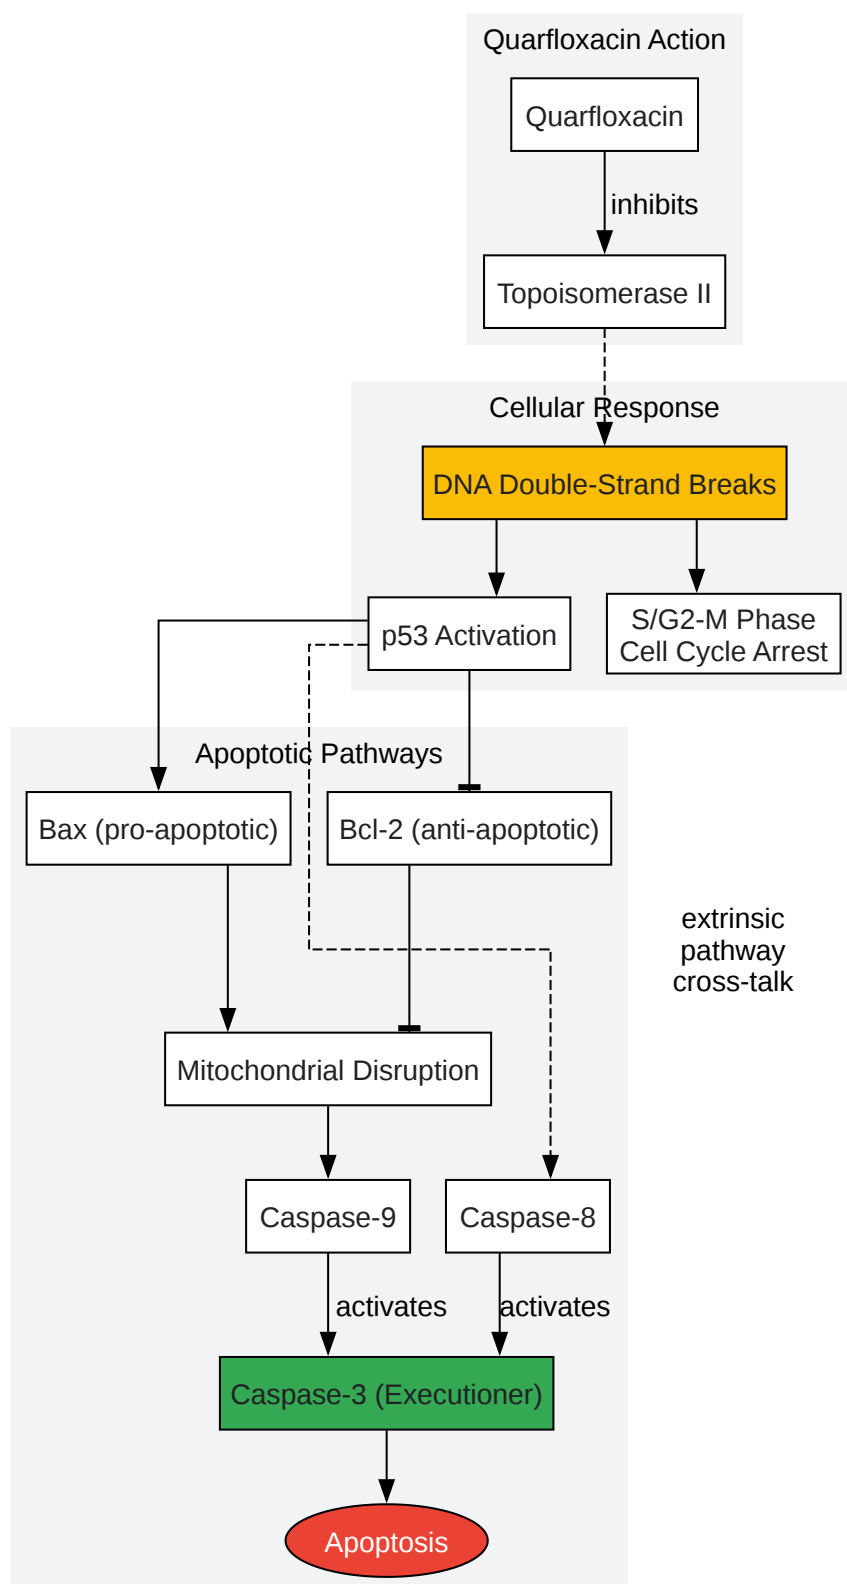 Quarfloxacin Action
Quarfloxacin
inhibits
Topoisomerase II
Cellular Response
DNA Double-Strand Breaks
p53 Activation
S/G2-M Phase
Cell Cycle Arrest
Apoptotic Pathways
Bax (pro-apoptotic)
Bcl-2 (anti-apoptotic)
extrinsic
pathway
cross-talk
Mitochondrial Disruption
Caspase-9
Caspase-8
activates
activates
Caspase-3 (Executioner)
Apoptosis